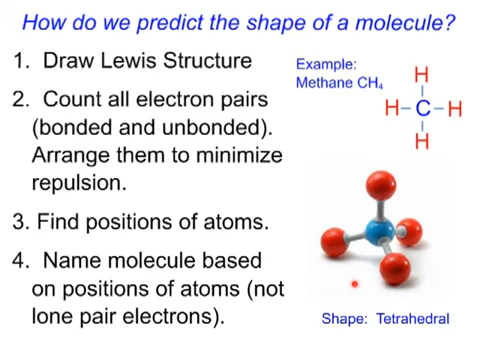 How do we predict the shape of a molecule?
1. Draw Lewis Structure
2. Count all electron pairs
(bonded and unbonded).
Arrange them to minimize
repulsion.
3. Find positions of atoms.
4. Name molecule based
on positions of atoms (not
lone pair electrons).
Example:
Methane CH₄
H
H-C-H
H
Shape: Tetrahedral